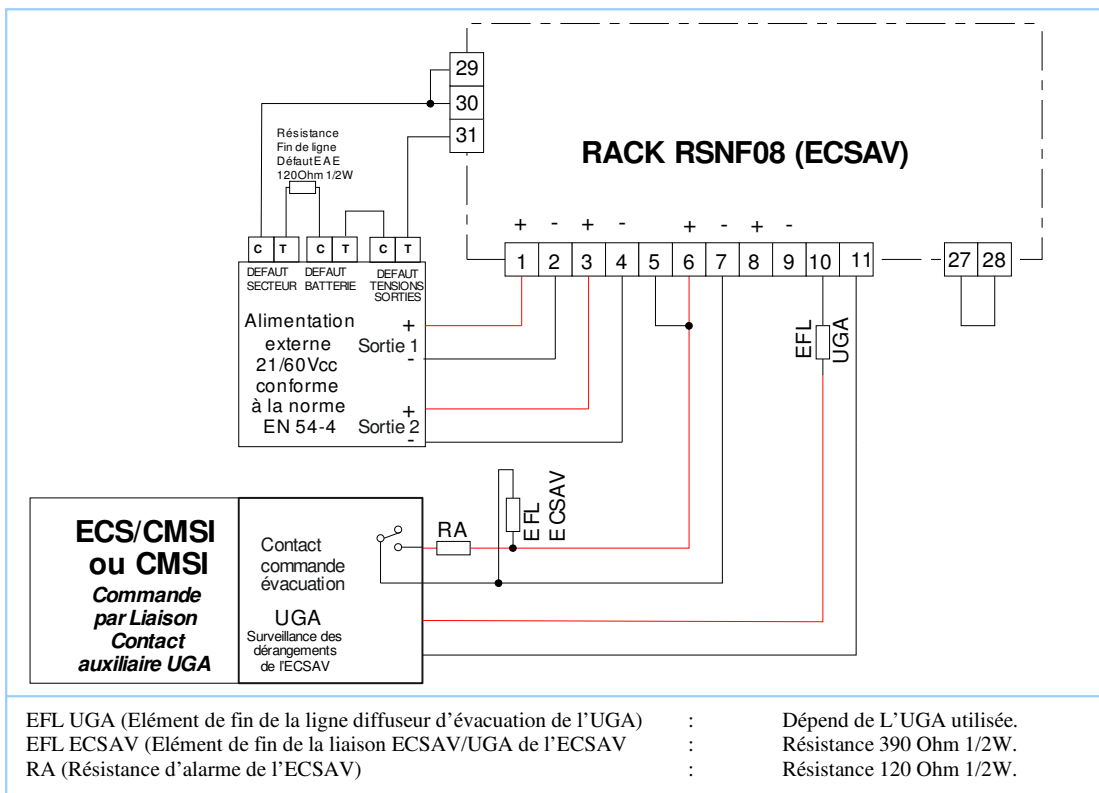 29
30
31
Résistance
Fin de ligne
Défaut EAE
120Ohm 1/2W
RACK RSNF08 (ECSAV)
+ - + - + - + -
1 2 3 4 5 6 7 8 9 10 11 27 28
C T C T C T
DEFAUT SECTEUR
DEFAUT BATTERIE
DEFAUT TENSIONS SORTIES
Alimentation
externe
21/60Vcc
conforme
à la norme
EN 54-4
+
Sortie 1
-
+
Sortie 2
-
EFL
UGA
EFL
ECSAV
RA
ECS/CMSI
ou CMSI
Commande
par Liaison
Contact
auxiliaire UGA
Contact
commande
évacuation
UGA
Surveillance des
dérangements
de l'ECSAV
EFL UGA (Elément de fin de la ligne diffuseur d’évacuation de l’UGA) : Dépend de L’UGA utilisée.
EFL ECSAV (Elément de fin de la liaison ECSAV/UGA de l’ECSAV : Résistance 390 Ohm 1/2W.
RA (Résistance d’alarme de l’ECSAV) : Résistance 120 Ohm 1/2W.